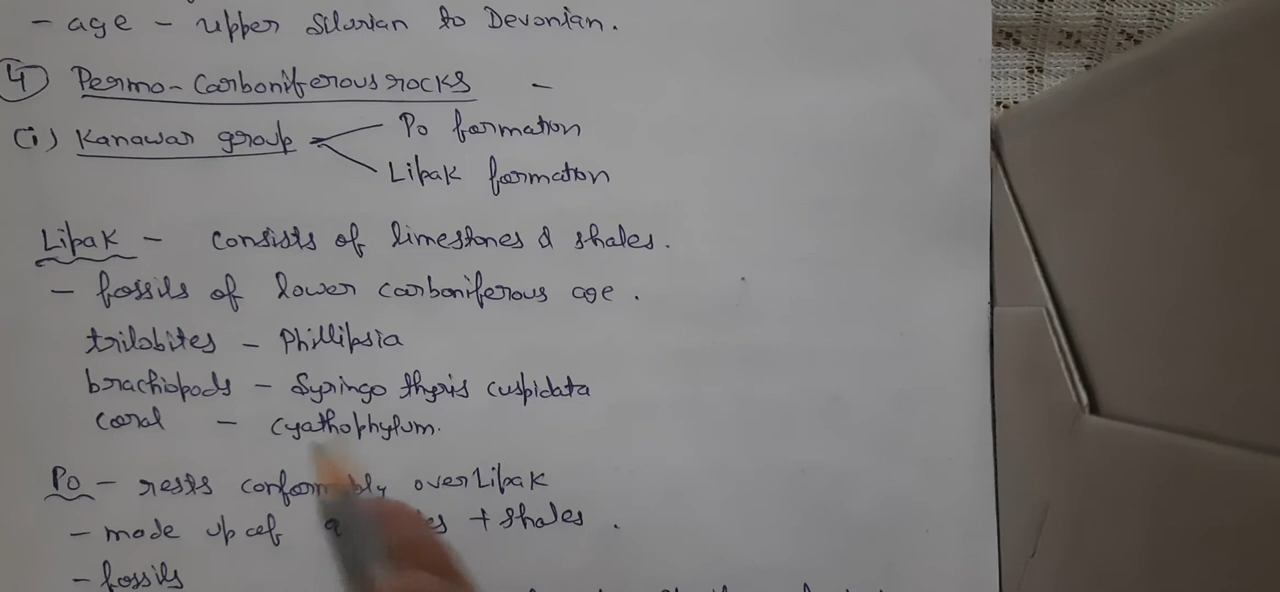 - age - upper Silurian to Devonian.
4 Permo-Carboniferous rocks -
(i) Kanawar group Po formation
Lipak formation
Lipak - consists of limestones & shales.
- fossils of lower carboniferous age.
trilobites - Phillipsia
brachiopods - Syringo thyris cuspidata
coral - cyathophylum.
Po - rests conformably over Lipak
- made up of + shales.
- fossils